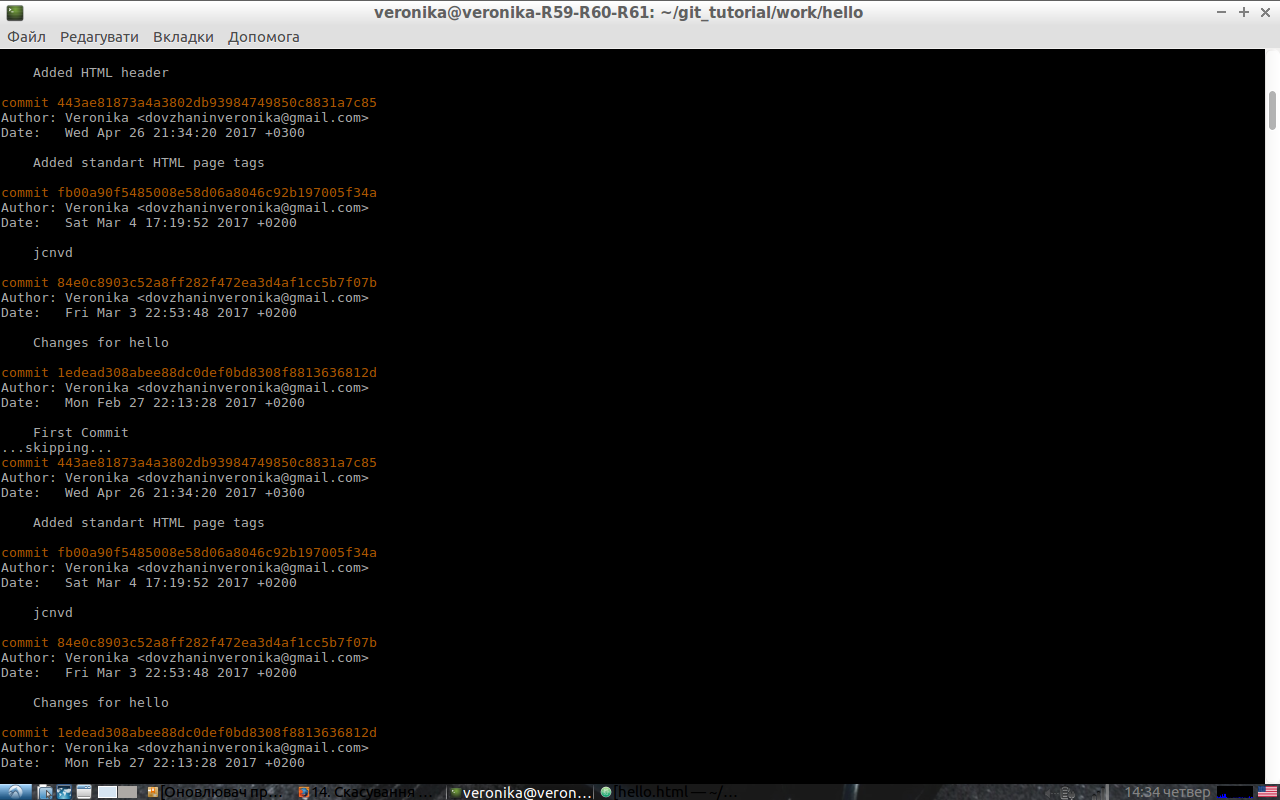 veronika@veronika-R59-R60-R61: ~/git_tutorial/work/hello
Файл Редагувати Вкладки Допомога
Added HTML header
commit 443ae81873a4a3802db93984749850c8831a7c85
Author: Veronika <dovzhaninveronika@gmail.com>
Date:   Wed Apr 26 21:34:20 2017 +0300
Added standart HTML page tags
commit fb00a90f5485008e58d06a8046c92b197005f34a
Author: Veronika <dovzhaninveronika@gmail.com>
Date:   Sat Mar 4 17:19:52 2017 +0200
jcnvd
commit 84e0c8903c52a8ff282f472ea3d4af1cc5b7f07b
Author: Veronika <dovzhaninveronika@gmail.com>
Date:   Fri Mar 3 22:53:48 2017 +0200
Changes for hello
commit 1edead308abee88dc0def0bd8308f8813636812d
Author: Veronika <dovzhaninveronika@gmail.com>
Date:   Mon Feb 27 22:13:28 2017 +0200
First Commit
...skipping...
commit 443ae81873a4a3802db93984749850c8831a7c85
Author: Veronika <dovzhaninveronika@gmail.com>
Date:   Wed Apr 26 21:34:20 2017 +0300
Added standart HTML page tags
commit fb00a90f5485008e58d06a8046c92b197005f34a
Author: Veronika <dovzhaninveronika@gmail.com>
Date:   Sat Mar 4 17:19:52 2017 +0200
jcnvd
commit 84e0c8903c52a8ff282f472ea3d4af1cc5b7f07b
Author: Veronika <dovzhaninveronika@gmail.com>
Date:   Fri Mar 3 22:53:48 2017 +0200
Changes for hello
commit 1edead308abee88dc0def0bd8308f8813636812d
Author: Veronika <dovzhaninveronika@gmail.com>
Date:   Mon Feb 27 22:13:28 2017 +0200
[Оновлювач пр... 14. Скасування ... veronika@veron... [hello.html — ~/... 14:34 четвер